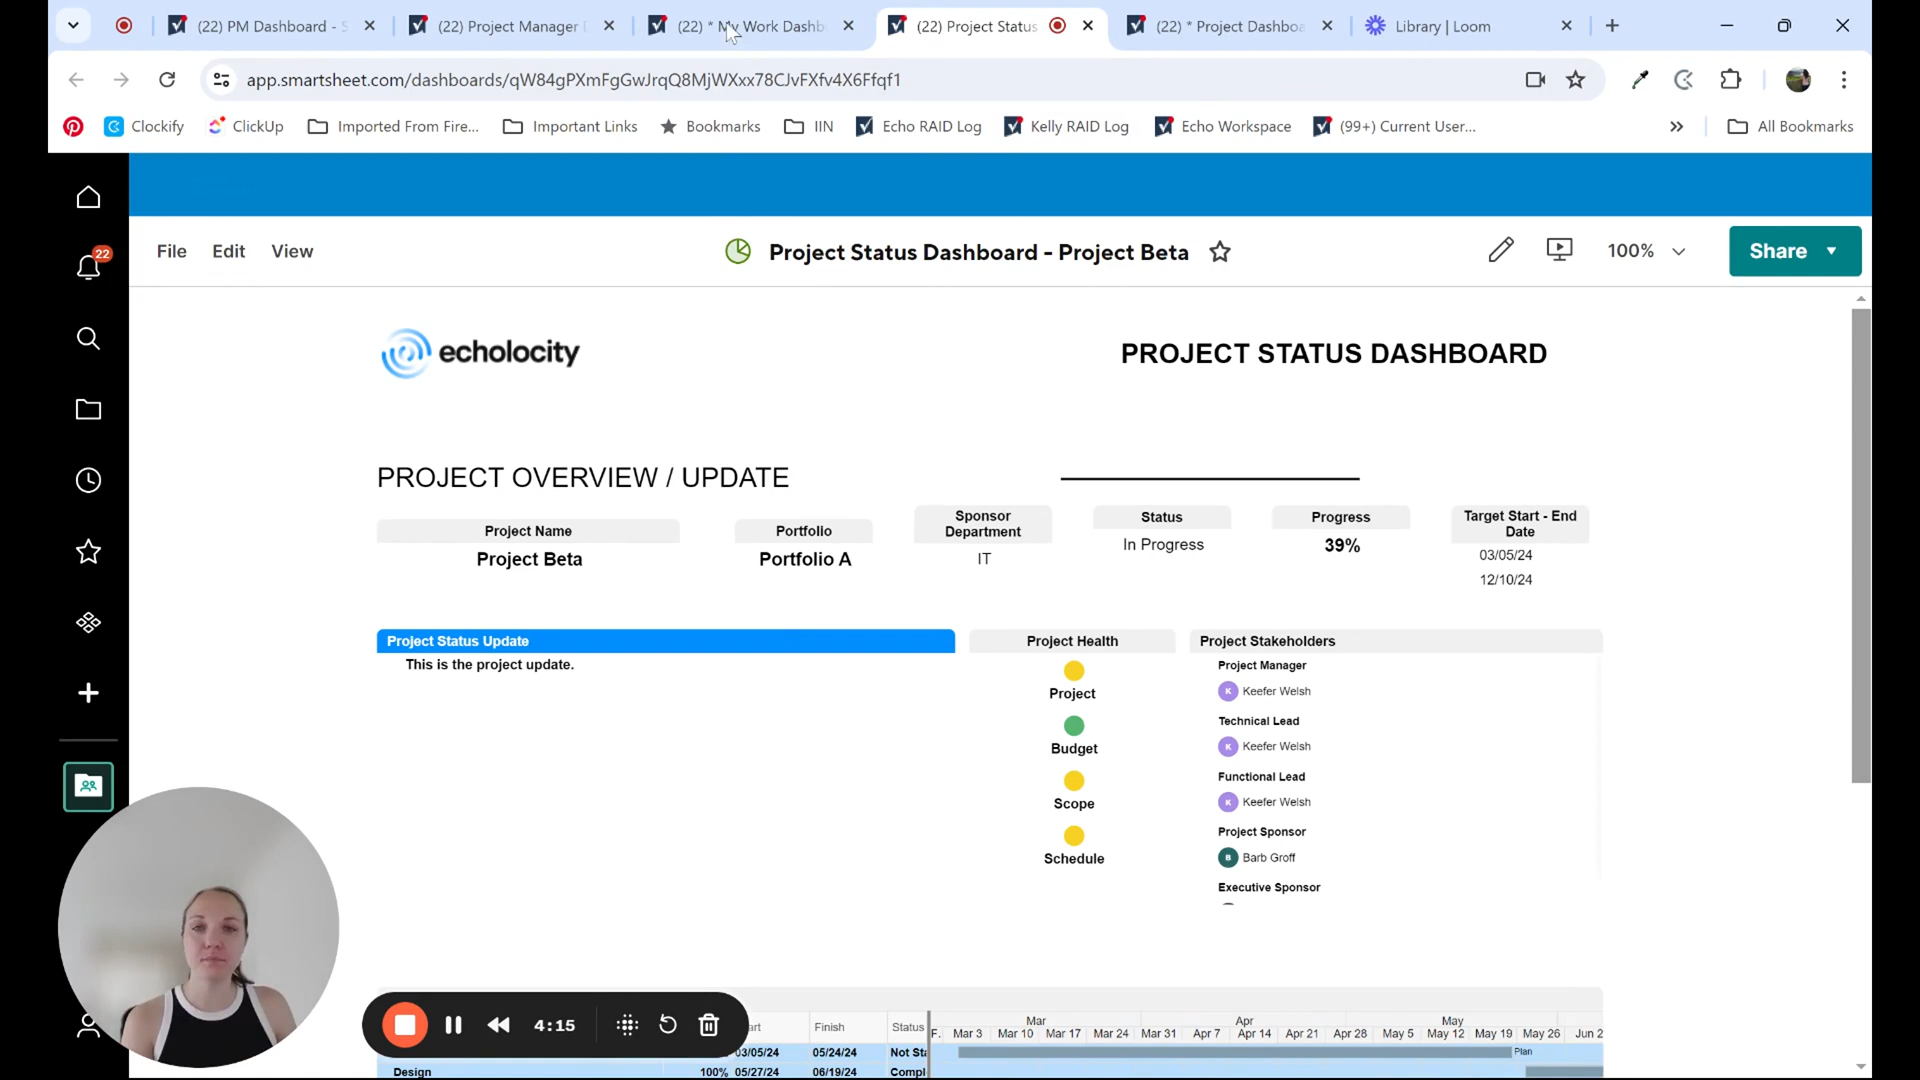 (22) PM Dashboard - S
(22) Project Manager D
(22) * My Work Dashb
(22) Project Status
(22) * Project Dashboa
Library | Loom
app.smartsheet.com/dashboards/qW84gPXmFgGwJrqQ8MjWXxx78CJvFXfv4X6Ffqf1
Clockify
ClickUp
Imported From Fire...
Important Links
Bookmarks
IIN
Echo RAID Log
Kelly RAID Log
Echo Workspace
(99+) Current User...
All Bookmarks
22
File
Edit
View
Project Status Dashboard - Project Beta
100%
Share
echolocity
PROJECT STATUS DASHBOARD
PROJECT OVERVIEW / UPDATE
Project Name
Project Beta
Portfolio
Portfolio A
Sponsor
Department
IT
Status
In Progress
Progress
39%
Target Start - End
Date
03/05/24
12/10/24
Project Status Update
This is the project update.
Project Health
Project
Budget
Scope
Schedule
Project Stakeholders
Project Manager
K Keefer Welsh
Technical Lead
K Keefer Welsh
Functional Lead
K Keefer Welsh
Project Sponsor
B Barb Groff
Executive Sponsor
4:15
art Finish Status
Mar Apr May
F. Mar 3 Mar 10 Mar 17 Mar 24 Mar 31 Apr 7 Apr 14 Apr 21 Apr 28 May 5 May 12 May 19 May 26 Jun 2
03/05/24 05/24/24 Not Sta Plan
Design 100% 05/27/24 06/19/24 Compl